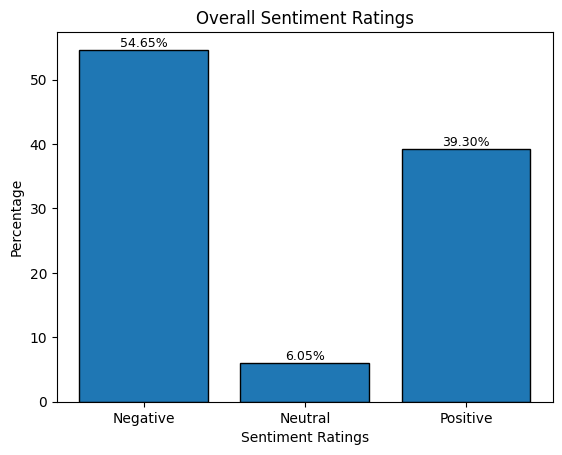 Overall Sentiment Ratings
54.65%
6.05%
39.30%
Percentage
50
40
30
20
10
0
Negative
Neutral
Positive
Sentiment Ratings